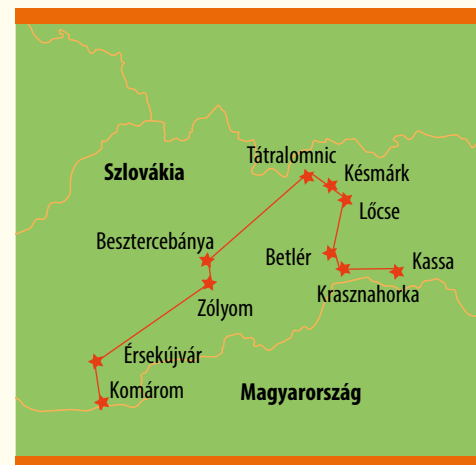 Tátralomnic
Szlovákia
Késmárk
Lőcse
Besztercebánya
Betlér
Kassa
Krasznahorka
Zólyom
Érsekújvár
Komárom
Magyarország